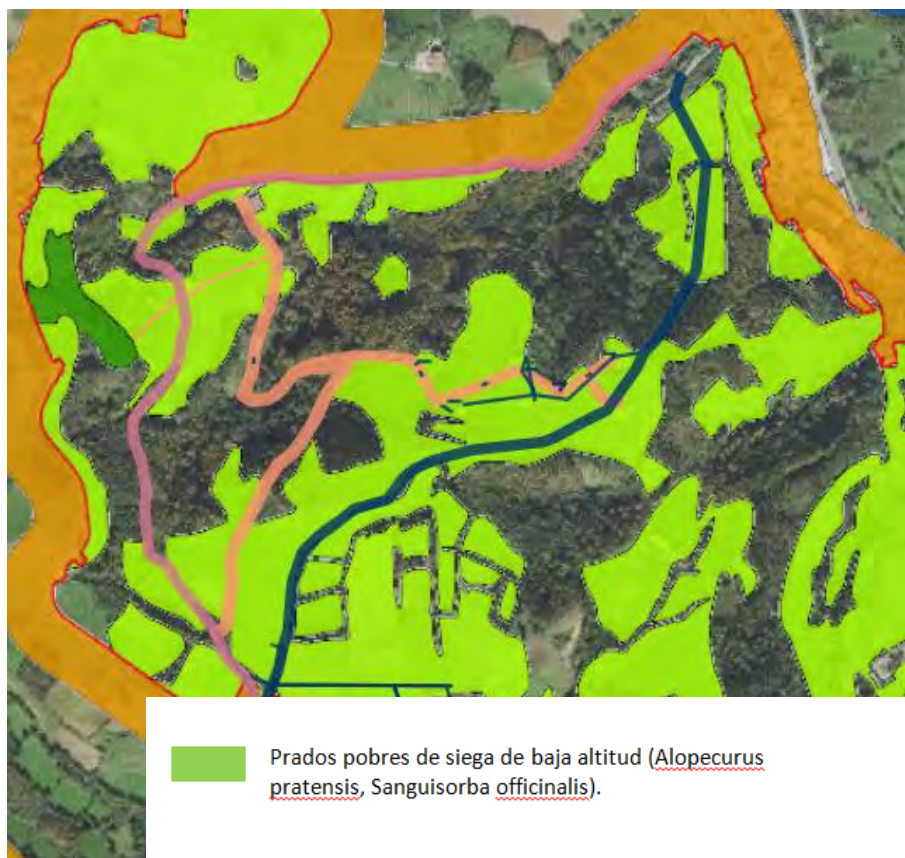 Prados pobres de siega de baja altitud (Alopecurus
pratensis, Sanguisorba officinalis).